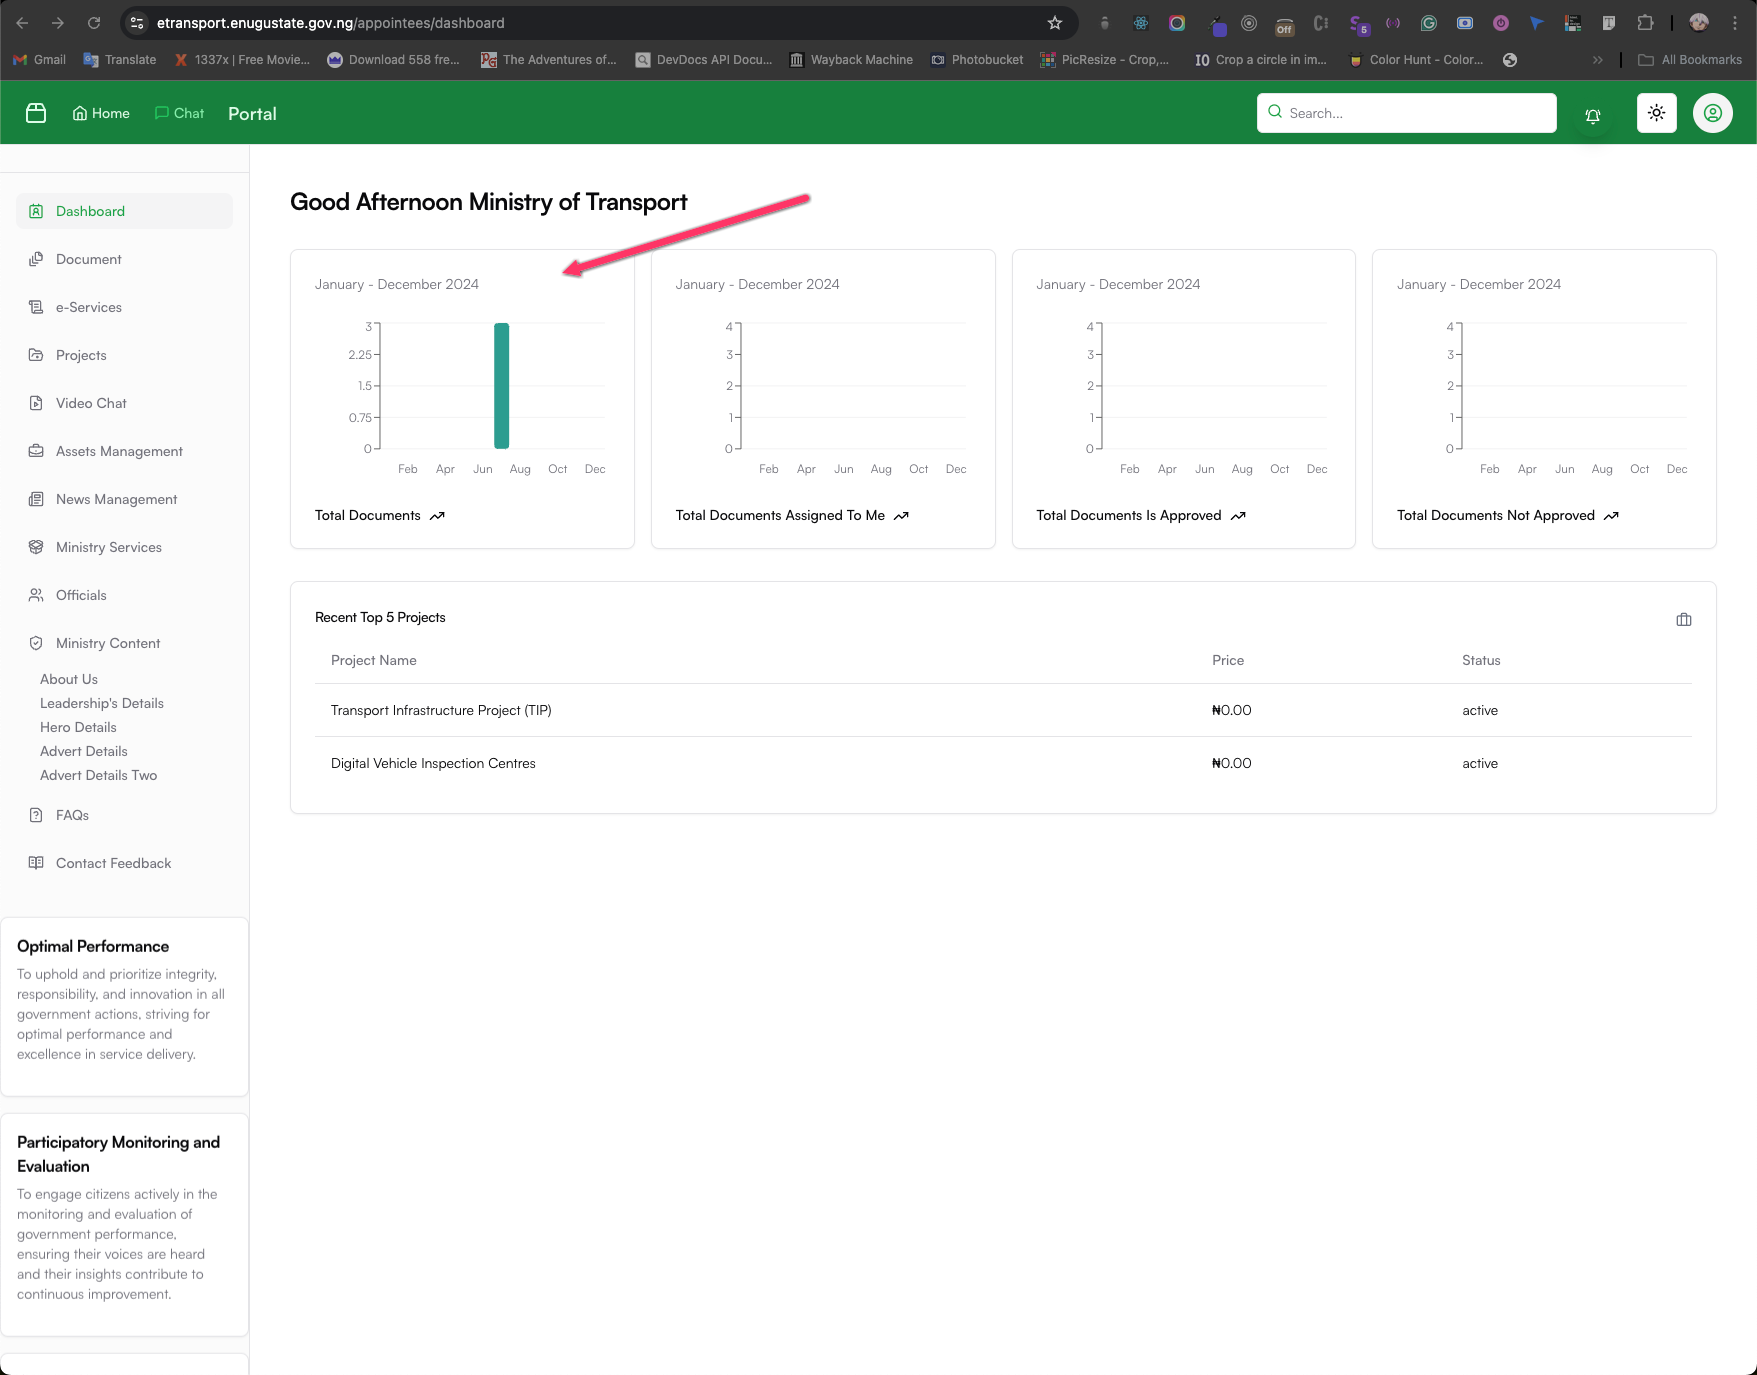 etransport.enugustate.gov.ng/appointees/dashboard
Off
5
Gmail
Translate
1337x | Free Movie...
Download 558 fre...
The Adventures of...
DevDocs API Docu...
Wayback Machine
Photobucket
PicResize - Crop,...
Crop a circle in im...
Color Hunt - Color...
All Bookmarks
Home
Chat
Portal
Search...
Dashboard
Document
e-Services
Projects
Video Chat
Assets Management
News Management
Ministry Services
Officials
Ministry Content
About Us
Leadership's Details
Hero Details
Advert Details
Advert Details Two
FAQs
Contact Feedback
Optimal Performance
To uphold and prioritize integrity,
responsibility, and innovation in all
government actions, striving for
optimal performance and
excellence in service delivery.
Participatory Monitoring and
Evaluation
To engage citizens actively in the
monitoring and evaluation of
government performance,
ensuring their voices are heard
and their insights contribute to
continuous improvement.
Good Afternoon Ministry of Transport
January - December 2024
3
2.25
1.5
0.75
0
Feb Apr Jun Aug Oct Dec
Total Documents
January - December 2024
4
3
2
1
0
Feb Apr Jun Aug Oct Dec
Total Documents Assigned To Me
January - December 2024
4
3
2
1
0
Feb Apr Jun Aug Oct Dec
Total Documents Is Approved
January - December 2024
4
3
2
1
0
Feb Apr Jun Aug Oct Dec
Total Documents Not Approved
Recent Top 5 Projects
Project Name Price Status
Transport Infrastructure Project (TIP) ₦0.00 active
Digital Vehicle Inspection Centres ₦0.00 active